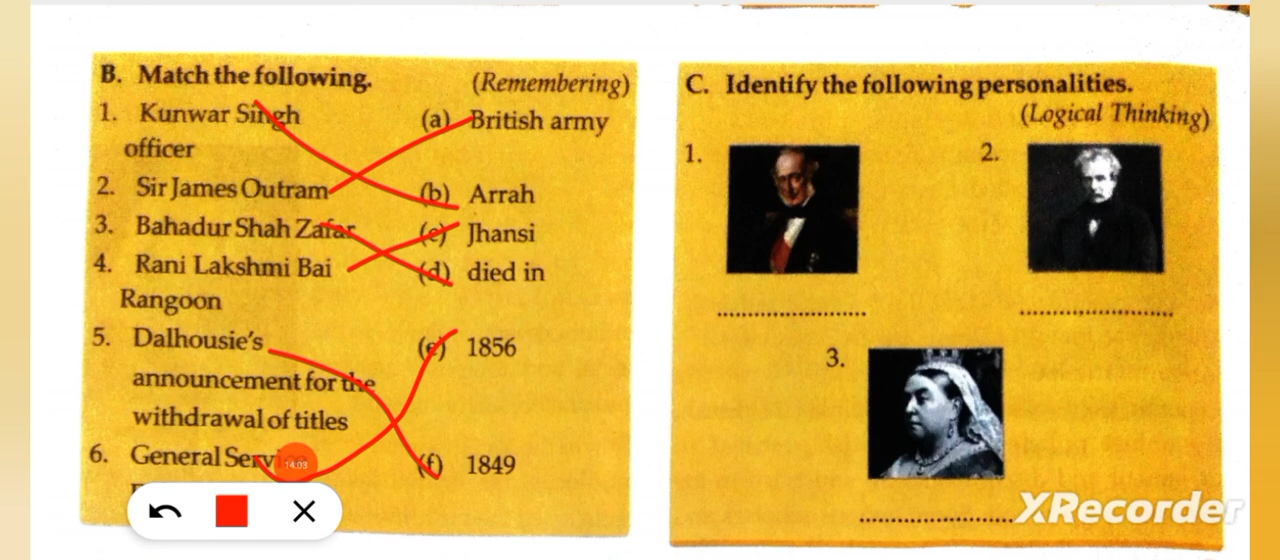 B. Match the following.
(Remembering)
1. Kunwar Singh (a) British army
officer
2. Sir James Outram (b) Arrah
3. Bahadur Shah Zafar (c) Jhansi
4. Rani Lakshmi Bai (d) died in
Rangoon
5. Dalhousie's (e) 1856
announcement for the
withdrawal of titles
6. General (f) 1849
14:03
C. Identify the following personalities.
(Logical Thinking)
1. 2.
3.
XRecorder